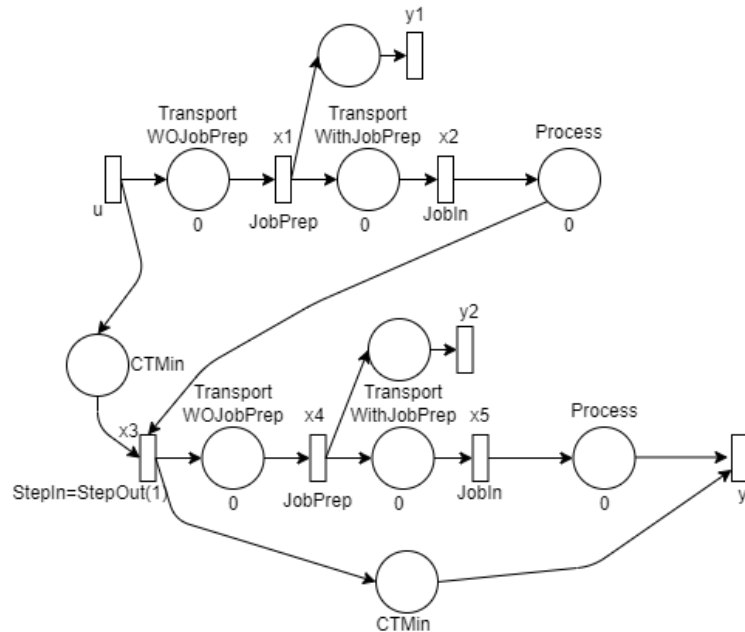 y1
Transport
WOJobPrep
x1
Transport
WithJobPrep
x2
Process
u
0
JobPrep
0
JobIn
0
y2
CTMin
Transport
WOJobPrep
x4
Transport
WithJobPrep
x5
Process
x3
StepIn=StepOut(1)
0
JobPrep
0
JobIn
0
y
CTMin